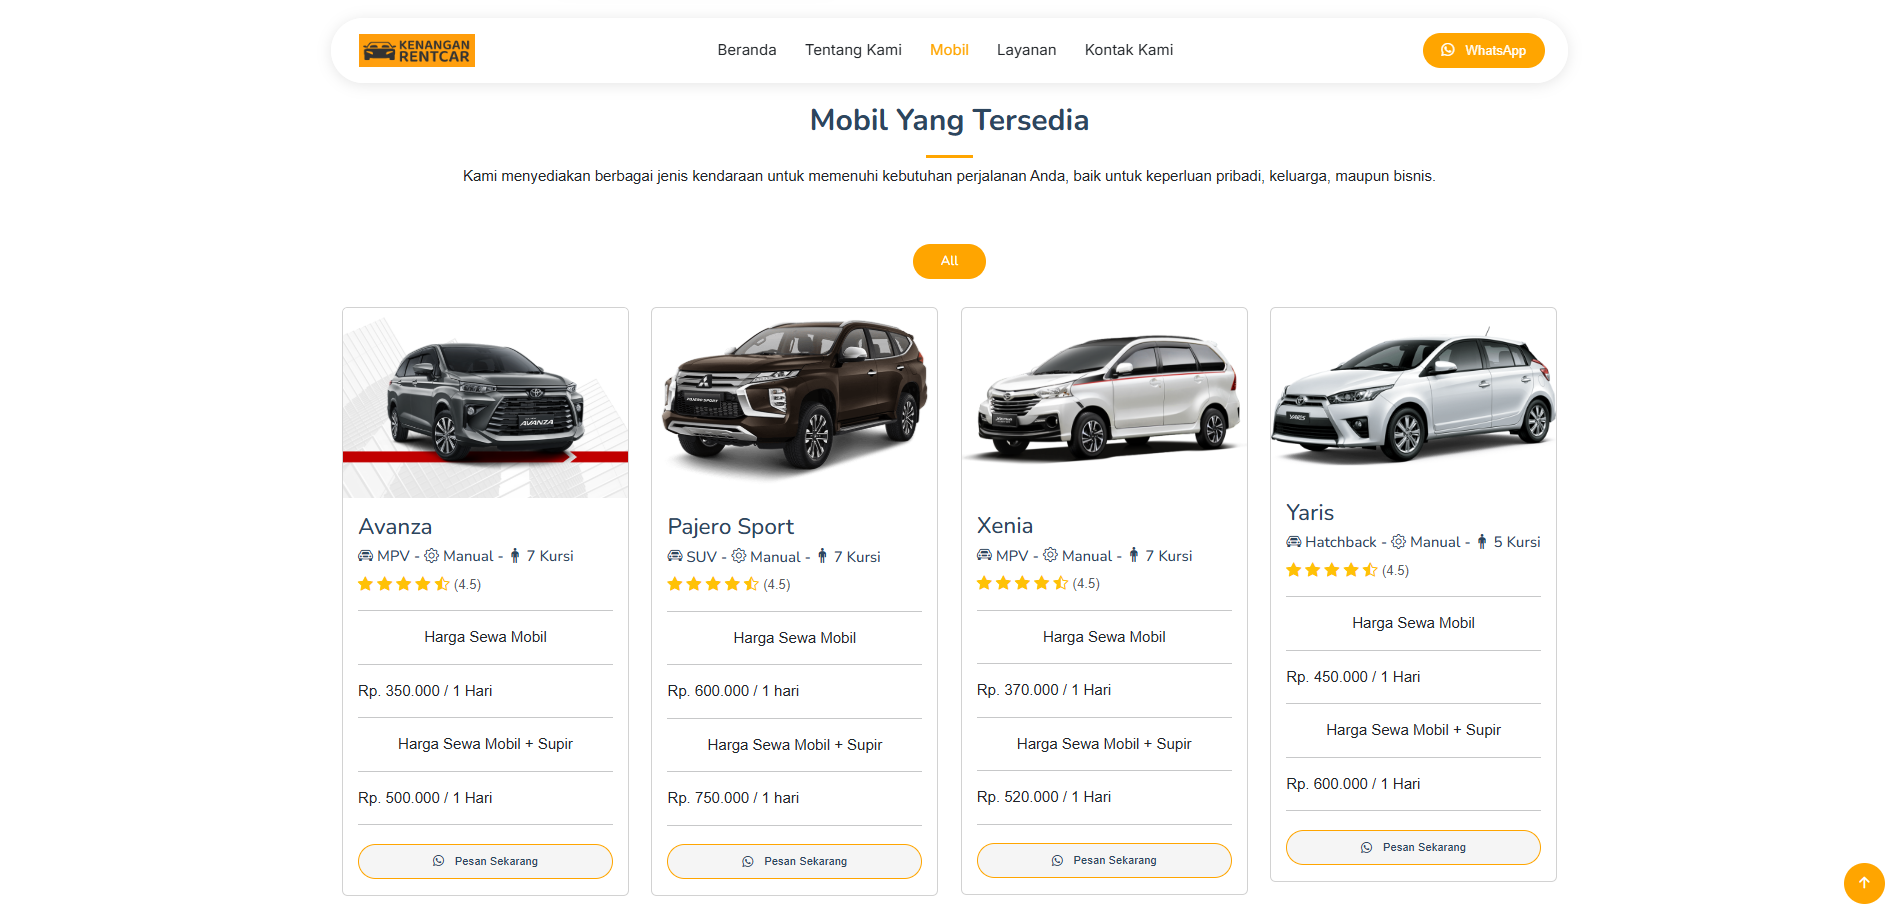 KENANGAN
RENTCAR
Beranda
Tentang Kami
Mobil
Layanan
Kontak Kami
WhatsApp
Mobil Yang Tersedia
Kami menyediakan berbagai jenis kendaraan untuk memenuhi kebutuhan perjalanan Anda, baik untuk keperluan pribadi, keluarga, maupun bisnis.
All
AVANZA
Avanza
MPV - Manual - 7 Kursi
(4.5)
Harga Sewa Mobil
Rp. 350.000 / 1 Hari
Harga Sewa Mobil + Supir
Rp. 500.000 / 1 Hari
Pesan Sekarang
PAJERO SPORT
Pajero Sport
SUV - Manual - 7 Kursi
(4.5)
Harga Sewa Mobil
Rp. 600.000 / 1 hari
Harga Sewa Mobil + Supir
Rp. 750.000 / 1 hari
Pesan Sekarang
Xenia
MPV - Manual - 7 Kursi
(4.5)
Harga Sewa Mobil
Rp. 370.000 / 1 Hari
Harga Sewa Mobil + Supir
Rp. 520.000 / 1 Hari
Pesan Sekarang
YARIS
Yaris
Hatchback - Manual - 5 Kursi
(4.5)
Harga Sewa Mobil
Rp. 450.000 / 1 Hari
Harga Sewa Mobil + Supir
Rp. 600.000 / 1 Hari
Pesan Sekarang